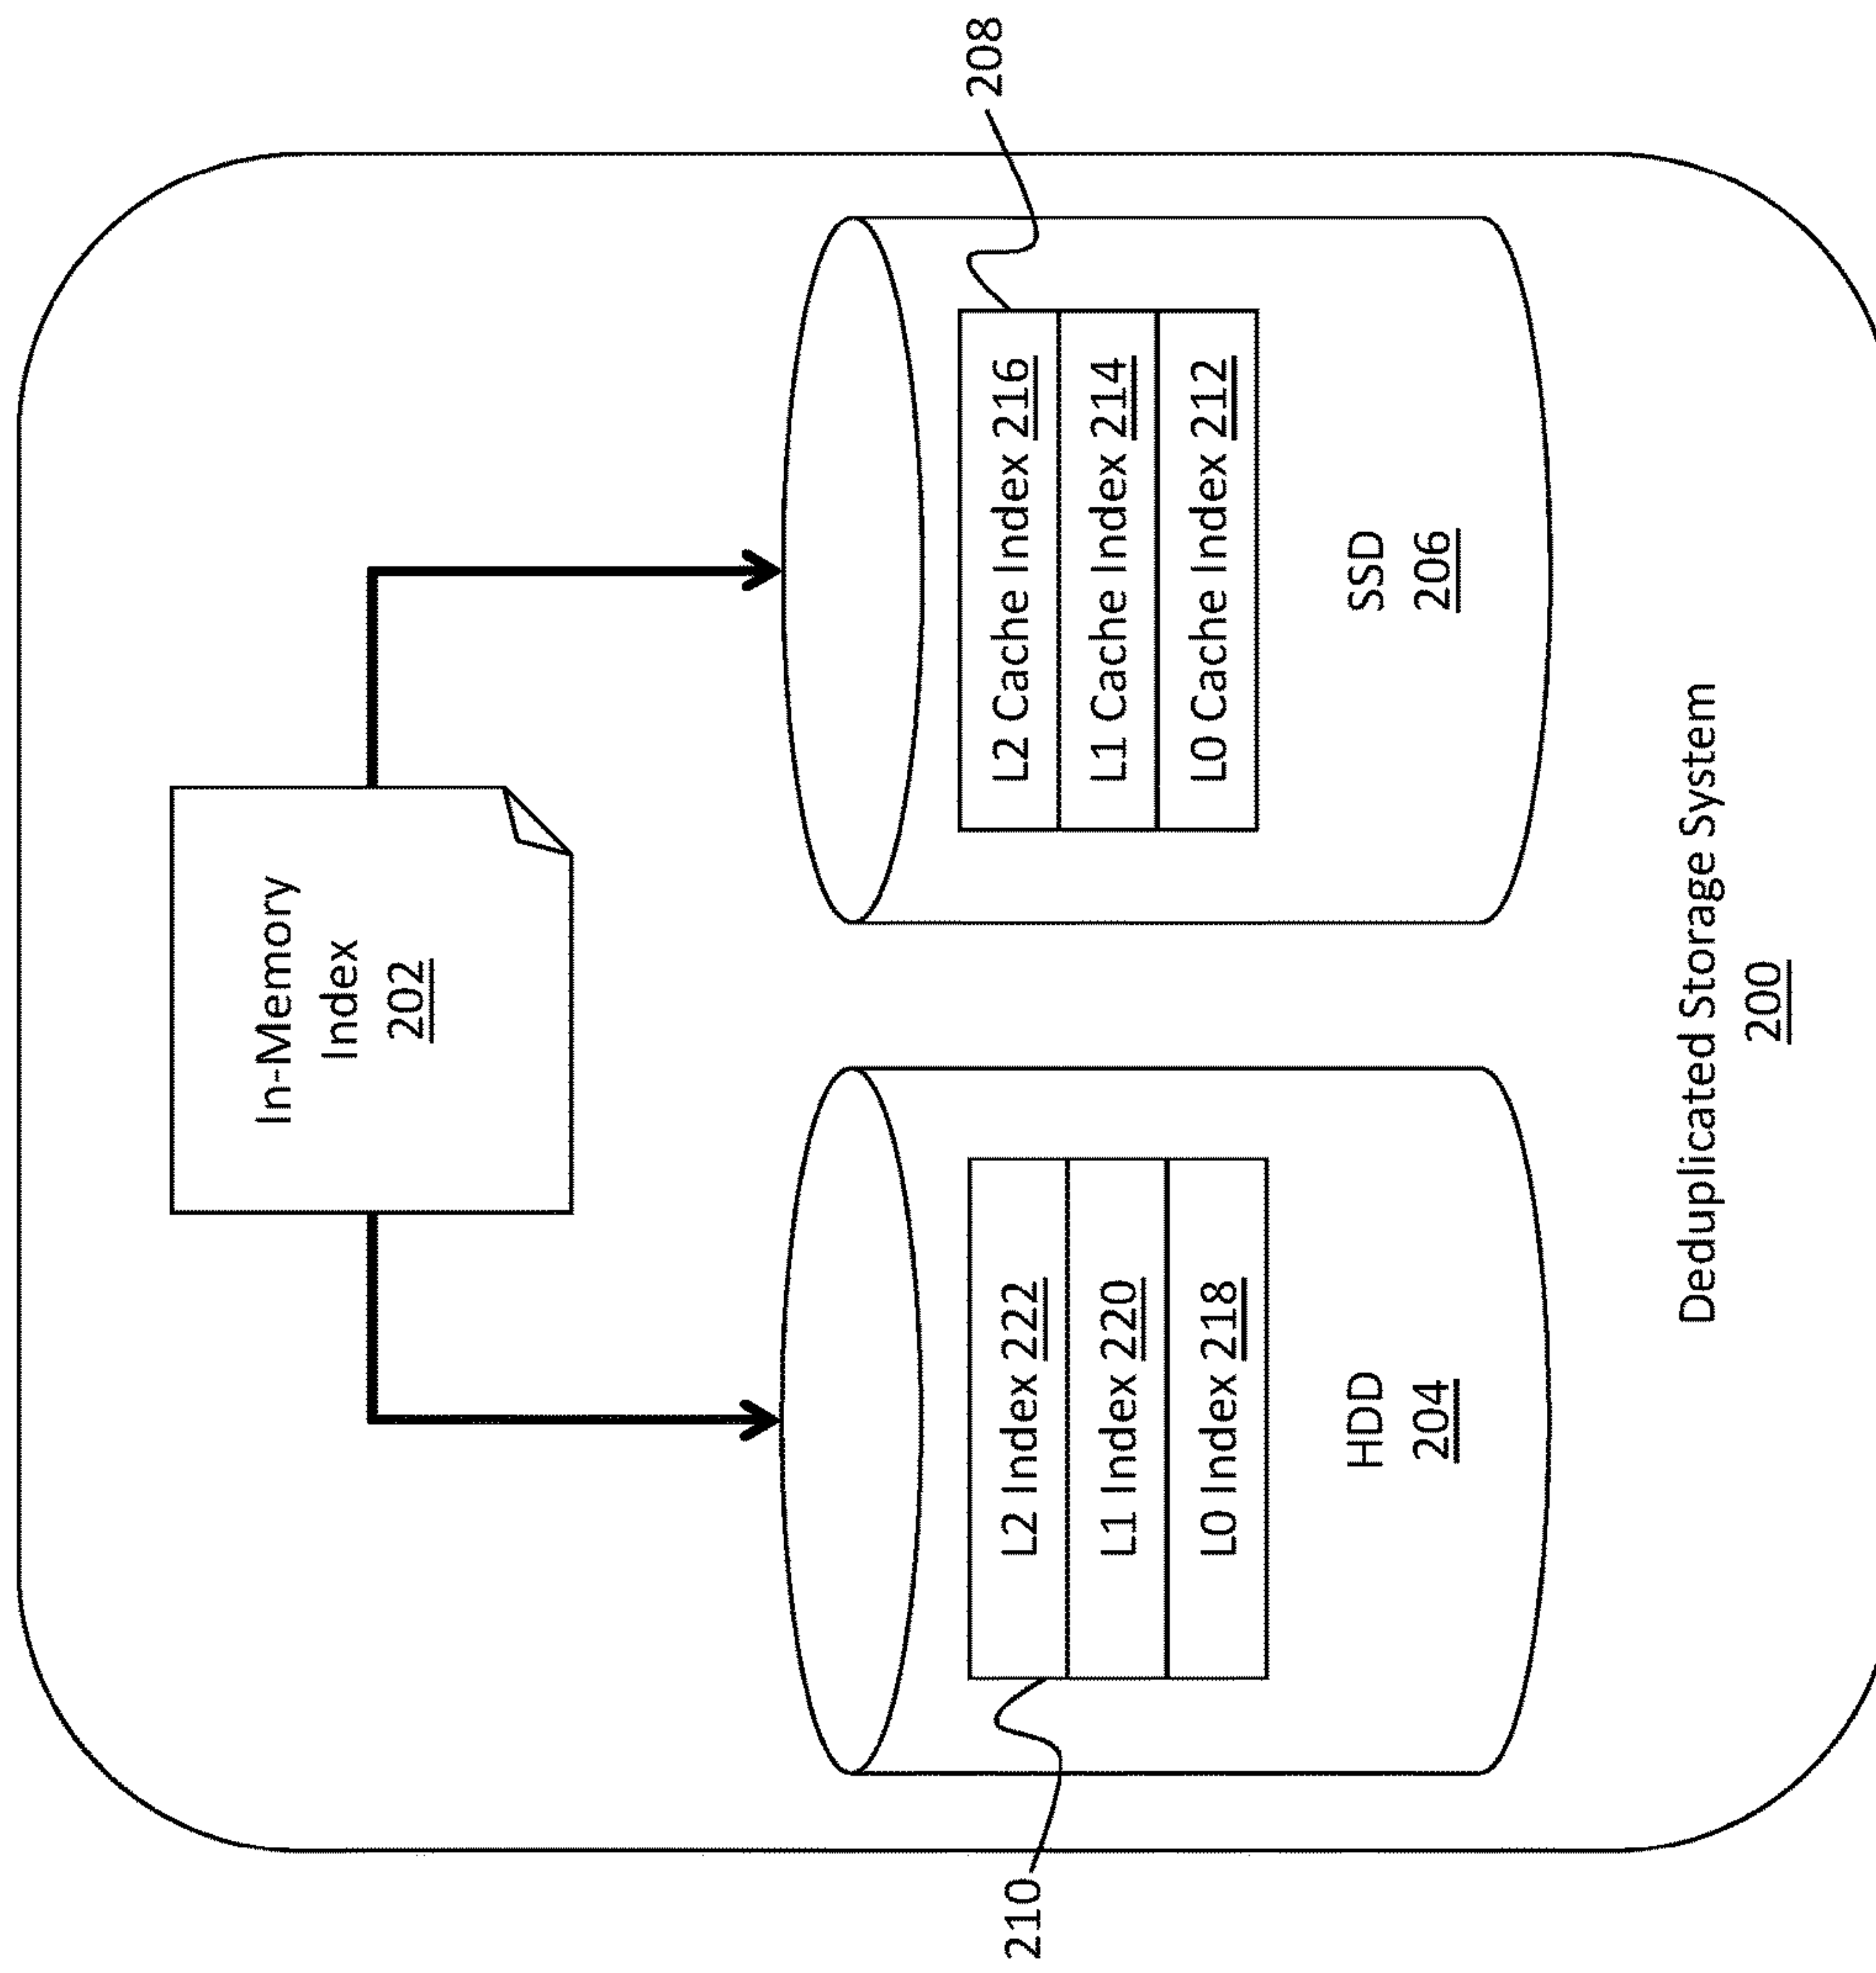 In-Memory
Index
202
210
L2 Index 222
L1 Index 220
L0 Index 218
HDD
204
208
L2 Cache Index 216
L1 Cache Index 214
L0 Cache Index 212
SSD
206
Deduplicated Storage System
200